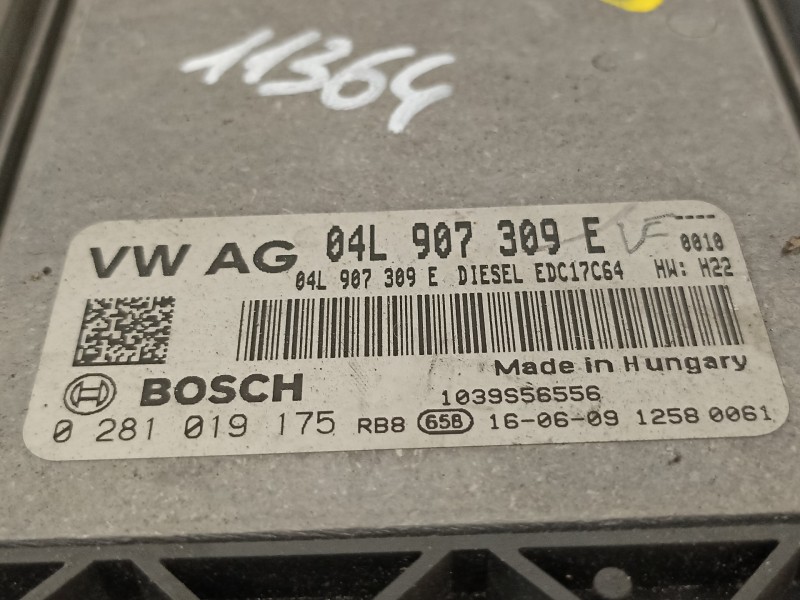 11364
VW AG 04L 907 309 E VF ----
0010
04L 907 309 E DIESEL EDC17C64 HW: H22
Made in Hungary
BOSCH 1039S56556
0 281 019 175 RB8 658 16-06-09 1258 0061